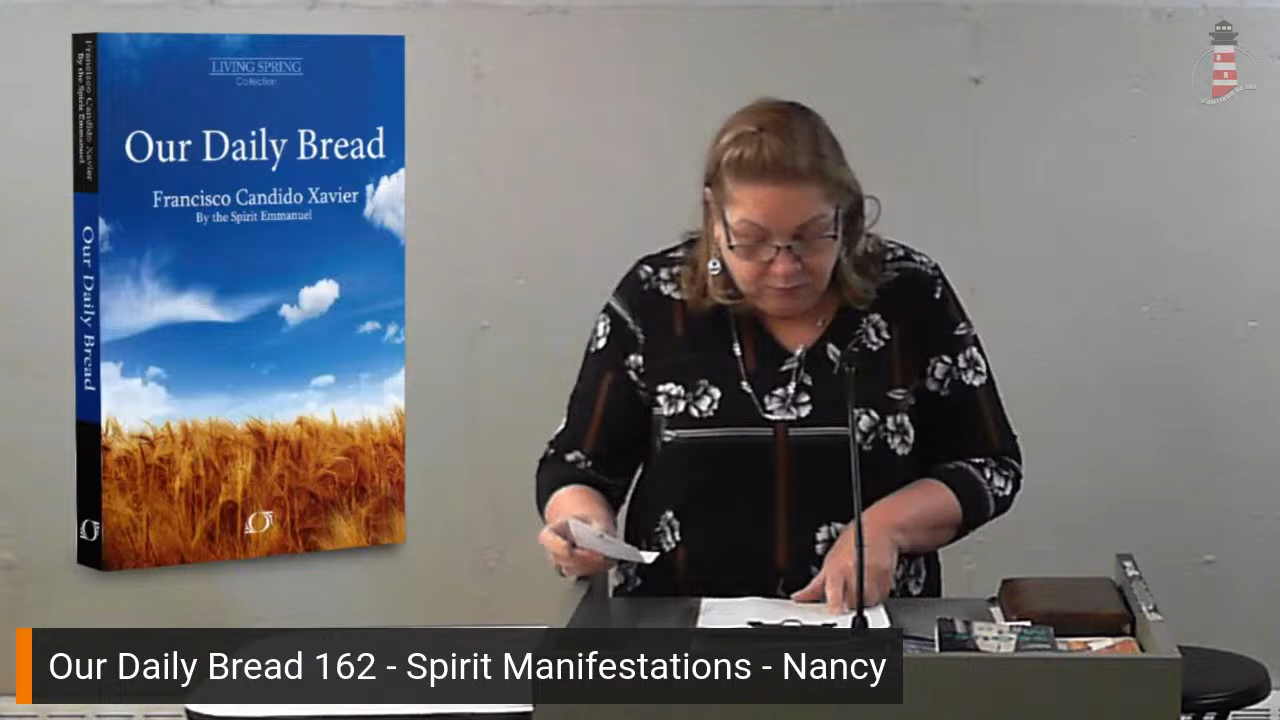 Francisco Candido Xavier
By the Spirit Emmanuel
Our Daily Bread
LIVING SPRING
Collection
Our Daily Bread
Francisco Candido Xavier
By the Spirit Emmanuel
Our Daily Bread 162 - Spirit Manifestations - Nancy